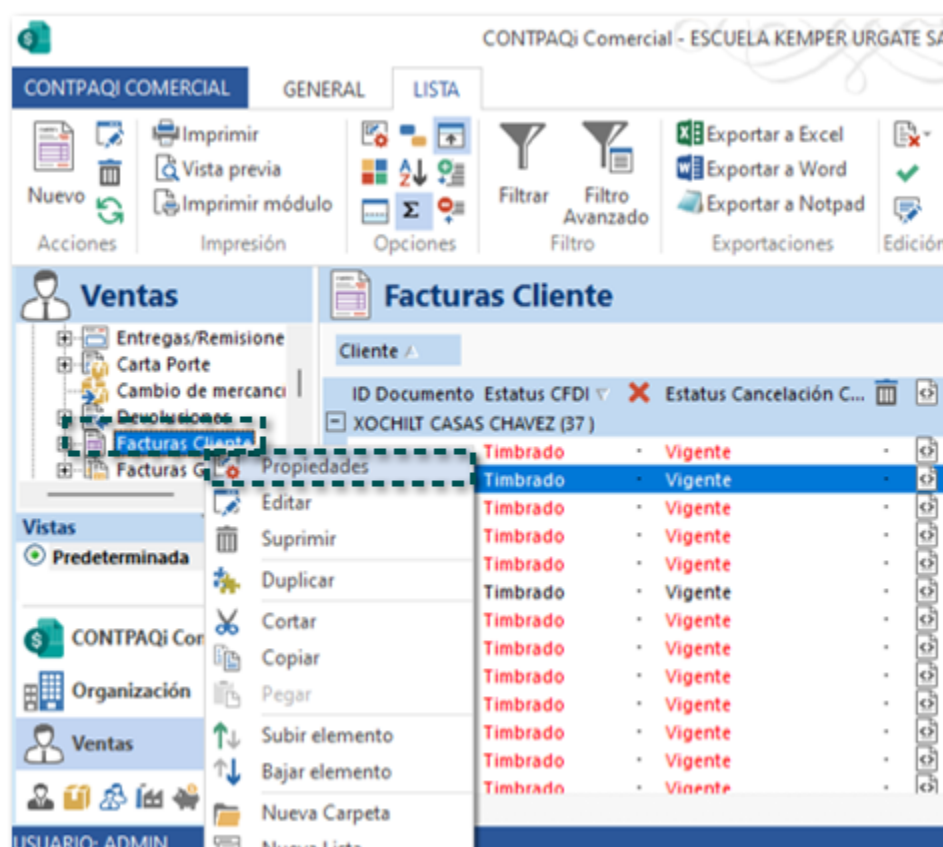 CONTPAQi Comercial - ESCUELA KEMPER URGATE SA
CONTPAQI COMERCIAL GENERAL LISTA
Nuevo
Acciones
Imprimir
Vista previa
Imprimir módulo
Impresión
Opciones
Filtrar
Filtro Avanzado
Filtro
Exportar a Excel
Exportar a Word
Exportar a Notpad
Exportaciones
Edición
Ventas
Entregas/Remisione
Carta Porte
Cambio de mercanci
Devoluciones
Facturas Cliente
Facturas G
Vistas
Predeterminada
CONTPAQi Cor
Organización
Ventas
USUARIO: ADMIN
Propiedades
Editar
Suprimir
Duplicar
Cortar
Copiar
Pegar
Subir elemento
Bajar elemento
Nueva Carpeta
Nueva Lista
Facturas Cliente
Cliente
ID Documento Estatus CFDI Estatus Cancelación C...
XOCHILT CASAS CHAVEZ (37 )
Timbrado Vigente
Timbrado Vigente
Timbrado Vigente
Timbrado Vigente
Timbrado Vigente
Timbrado Vigente
Timbrado Vigente
Timbrado Vigente
Timbrado Vigente
Timbrado Vigente
Timbrado Vigente
Timbrado Vigente
Timbrado Vigente